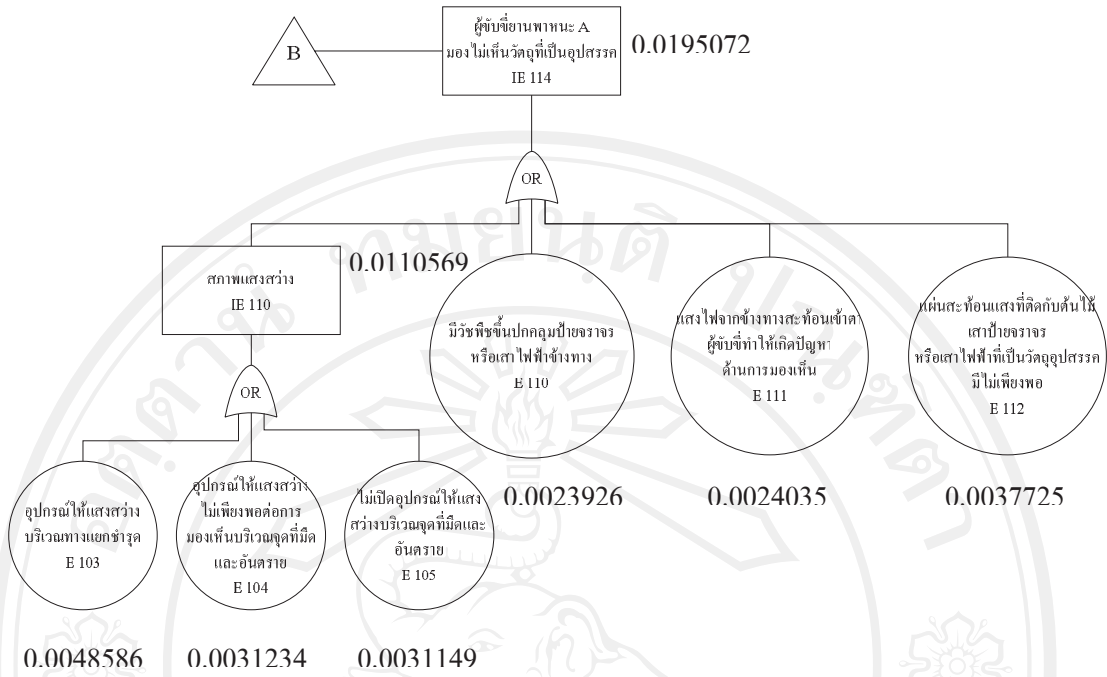 B
ผู้ขับขี่ยานพาหนะ A
มองไม่เห็นวัตถุที่เป็นอุปสรรค
IE 114
0.0195072
OR
สภาพแสงสว่าง
IE 110
0.0110569
มีวัชพืชขึ้นปกคลุมป้ายจราจร
หรือเสาไฟฟ้าข้างทาง
E 110
0.0023926
แสงไฟจากข้างทางสะท้อนเข้าตา
ผู้ขับขี่ทำให้เกิดปัญหา
ด้านการมองเห็น
E 111
0.0024035
แผ่นสะท้อนแสงที่ติดกับต้นไม้
เสาป้ายจราจร
หรือเสาไฟฟ้าที่เป็นวัตถุอุปสรรค
มีไม่เพียงพอ
E 112
0.0037725
OR
อุปกรณ์ให้แสงสว่าง
บริเวณทางแยกชำรุด
E 103
0.0048586
อุปกรณ์ให้แสงสว่าง
ไม่เพียงพอต่อการ
มองเห็นบริเวณจุดที่มืด
และอันตราย
E 104
0.0031234
ไม่เปิดอุปกรณ์ให้แสง
สว่างบริเวณจุดที่มืดและ
อันตราย
E 105
0.0031149